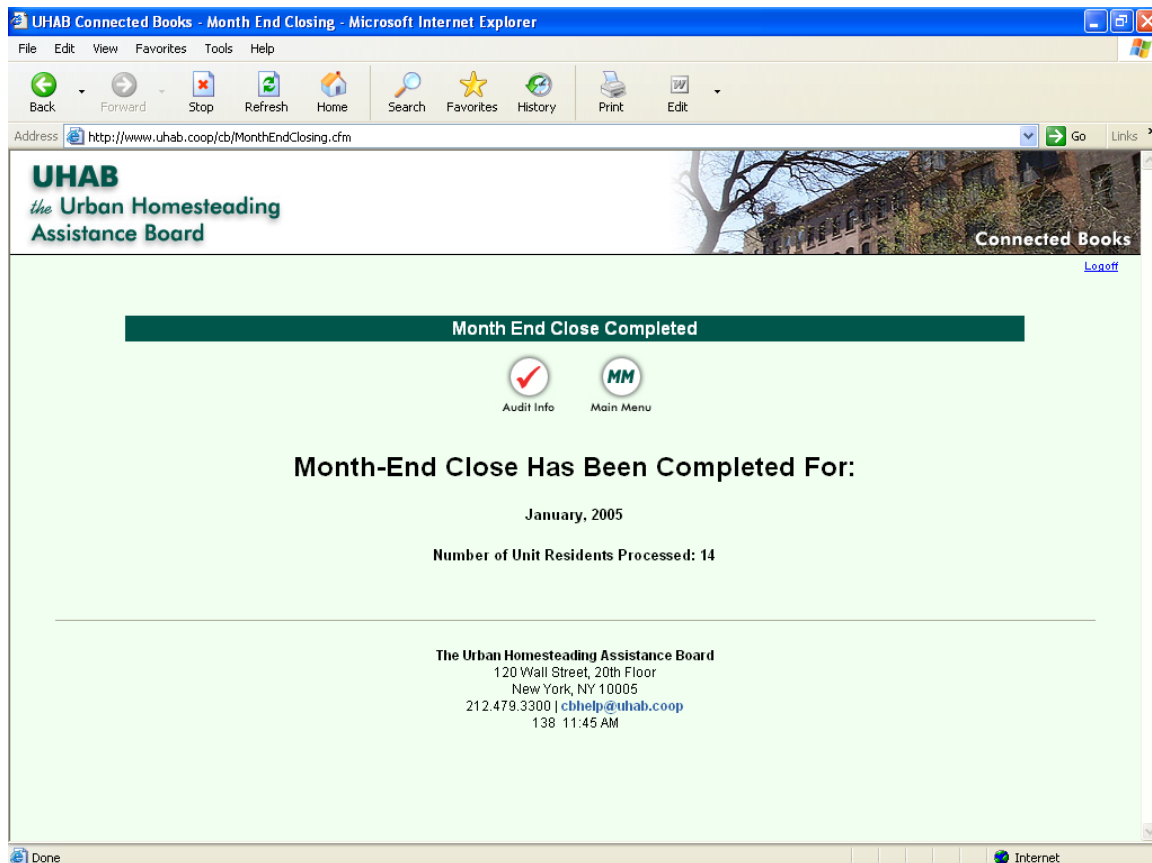 UHAB Connected Books - Month End Closing - Microsoft Internet Explorer
File Edit View Favorites Tools Help
Back Forward Stop Refresh Home Search Favorites History Print Edit
Address http://www.uhab.coop/cb/MonthEndClosing.cfm Go Links
UHAB
the Urban Homesteading
Assistance Board
Connected Books
Logoff
Month End Close Completed
MM
Audit Info Main Menu
Month-End Close Has Been Completed For:
January, 2005
Number of Unit Residents Processed: 14
The Urban Homesteading Assistance Board
120 Wall Street, 20th Floor
New York, NY 10005
212.479.3300 | cbhelp@uhab.coop
138 11:45 AM
Done Internet